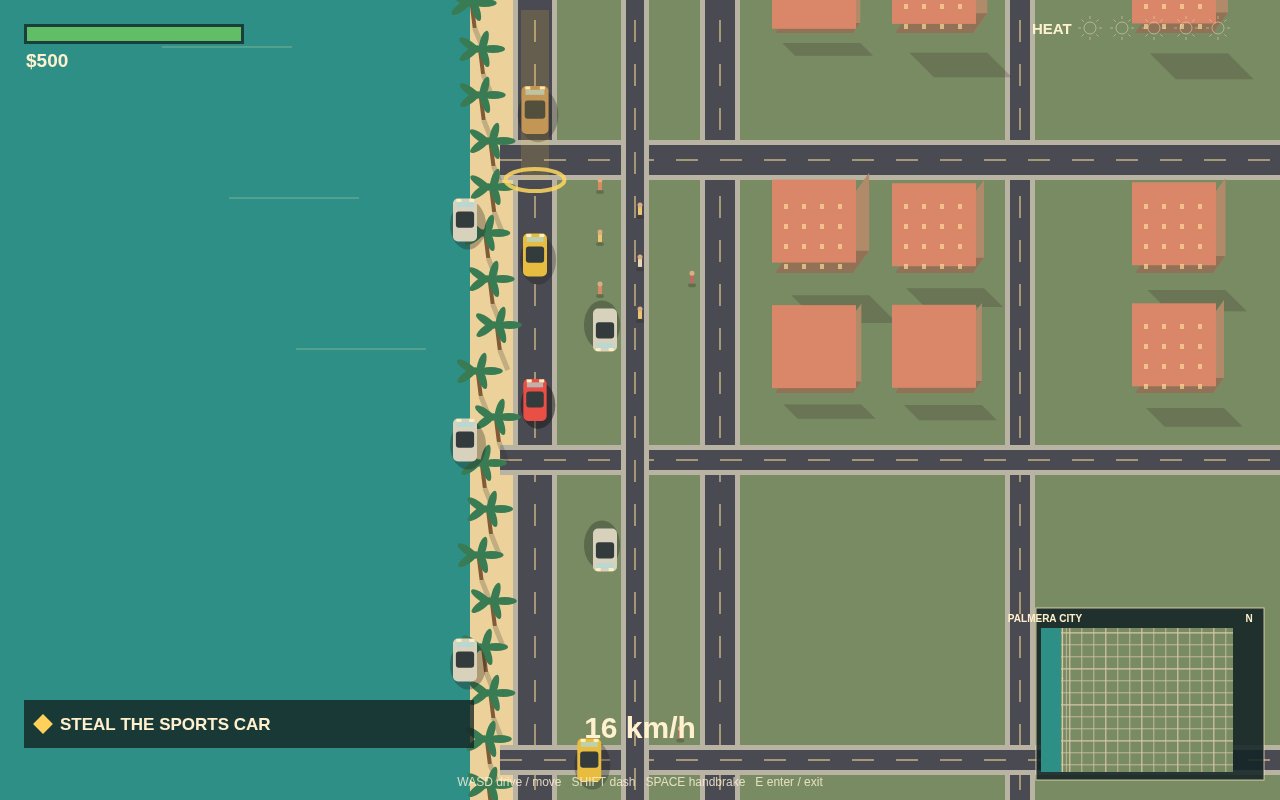 HEAT
$500
PALMERA CITY N
STEAL THE SPORTS CAR
16 km/h
WASD drive / move SHIFT dash SPACE handbrake E enter / exit